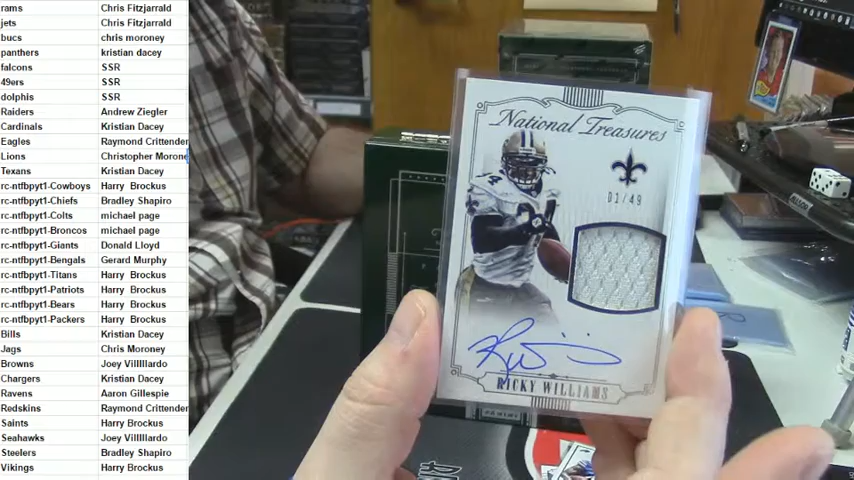 rams Chris Fitzjarrald
jets Chris Fitzjarrald
bucs chris moroney
panthers kristian dacey
falcons SSR
49ers SSR
dolphis SSR
Raiders Andrew Ziegler
Cardinals Kristian Dacey
Eagles Raymond Crittender
Lions Christopher Morone
Texans Kristian Dacey
rc-ntfbpyt1-Cowboys Harry Brockus
rc-ntfbpyt1-Chiefs Bradley Shapiro
rc-ntfbpyt1-Colts michael page
rc-ntfbpyt1-Broncos michael page
rc-ntfbpyt1-Giants Donald Lloyd
rc-ntfbpyt1-Bengals Gerard Murphy
rc-ntfbpyt1-Titans Harry Brockus
rc-ntfbpyt1-Patriots Harry Brockus
rc-ntfbpyt1-Bears Harry Brockus
rc-ntfbpyt1-Packers Harry Brockus
Bills Kristian Dacey
Jags Chris Moroney
Browns Joey Villlllardo
Chargers Kristian Dacey
Ravens Aaron Gillespie
Redskins Raymond Crittender
Saints Harry Brockus
Seahawks Joey Villlllardo
Steelers Bradley Shapiro
Vikings Harry Brockus
National Treasures
01/49
34
RICKY WILLIAMS
PANINI